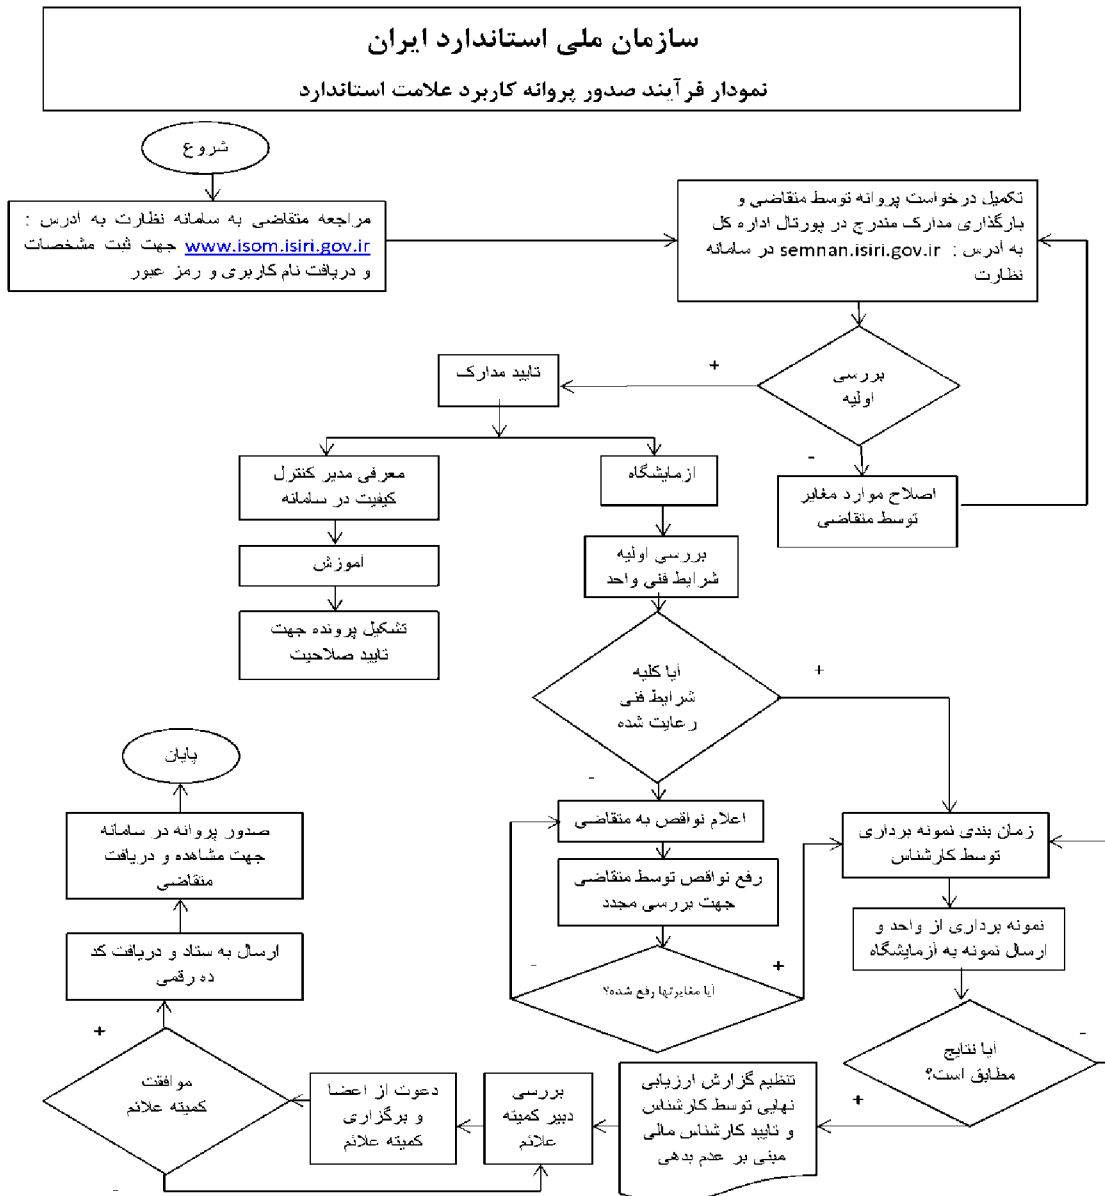 سازمان ملی استاندارد ایران
نمودار فرآیند صدور پروانه کاربرد علامت استاندارد
شروع
مراجعه متقاضی به سامانه نظارت به آدرس :
www.isom.isiri.gov.ir جهت ثبت مشخصات
و دریافت نام کاربری و رمز عبور
تکمیل درخواست پروانه توسط متقاضی و
بارگذاری مدارک مندرج در پورتال اداره کل
به آدرس : semnan.isiri.gov.ir در سامانه
نظارت
بررسی
اولیه
+
-
تایید مدارک
اصلاح موارد مغایر
توسط متقاضی
معرفی مدیر کنترل
کیفیت در سامانه
آموزش
تشکیل پرونده جهت
تایید صلاحیت
ازمایشگاه
بررسی اولیه
شرایط فنی واحد
آیا کلیه
شرایط فنی
رعایت شده
+
-
اعلام نواقص به متقاضی
رفع نواقص توسط متقاضی
جهت بررسی مجدد
آیا مغایرتها رفع شده؟
+
-
زمان بندی نمونه برداری
توسط کارشناس
نمونه برداری از واحد و
ارسال نمونه به آزمایشگاه
آیا نتایج
مطابق است؟
-
+
تنظیم گزارش ارزیابی
نهایی توسط کارشناس
و تایید کارشناس مالی
مبنی بر عدم بدهی
بررسی
دبیر کمیته
علائم
دعوت از اعضا
و برگزاری
کمیته علائم
موافقت
کمیته علائم
+
-
ارسال به ستاد و دریافت کد
ده رقمی
صدور پروانه در سامانه
جهت مشاهده و دریافت
متقاضی
پایان